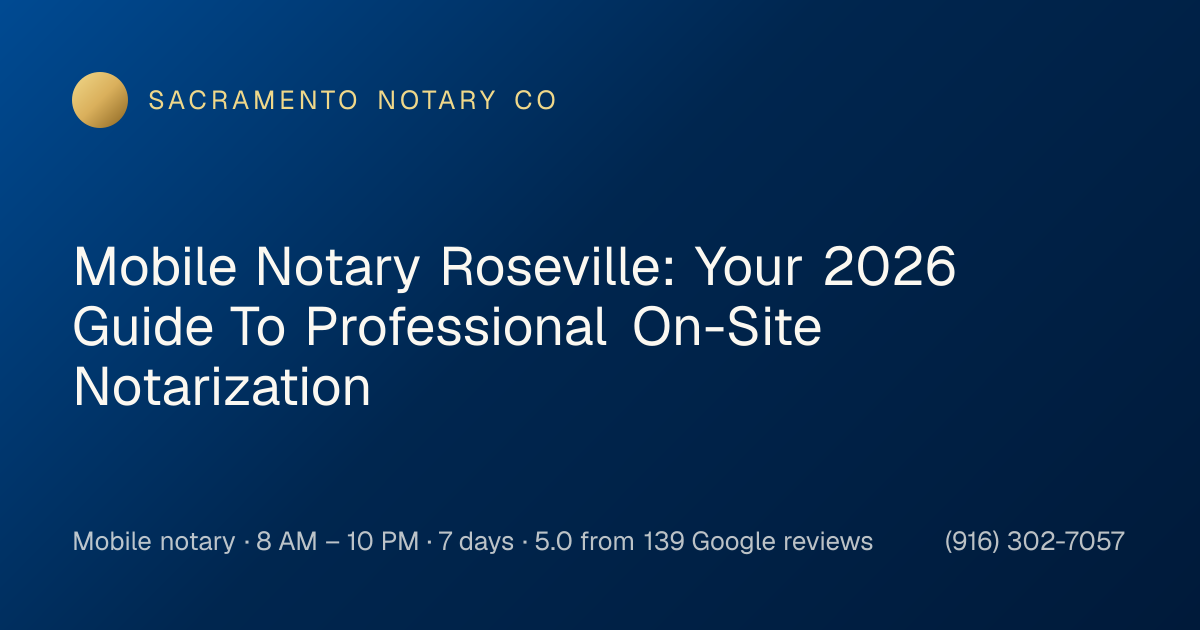 SACRAMENTO NOTARY CO
Mobile Notary Roseville: Your 2026
Guide To Professional On-Site
Notarization
Mobile notary · 8 AM – 10 PM · 7 days · 5.0 from 139 Google reviews
(916) 302-7057